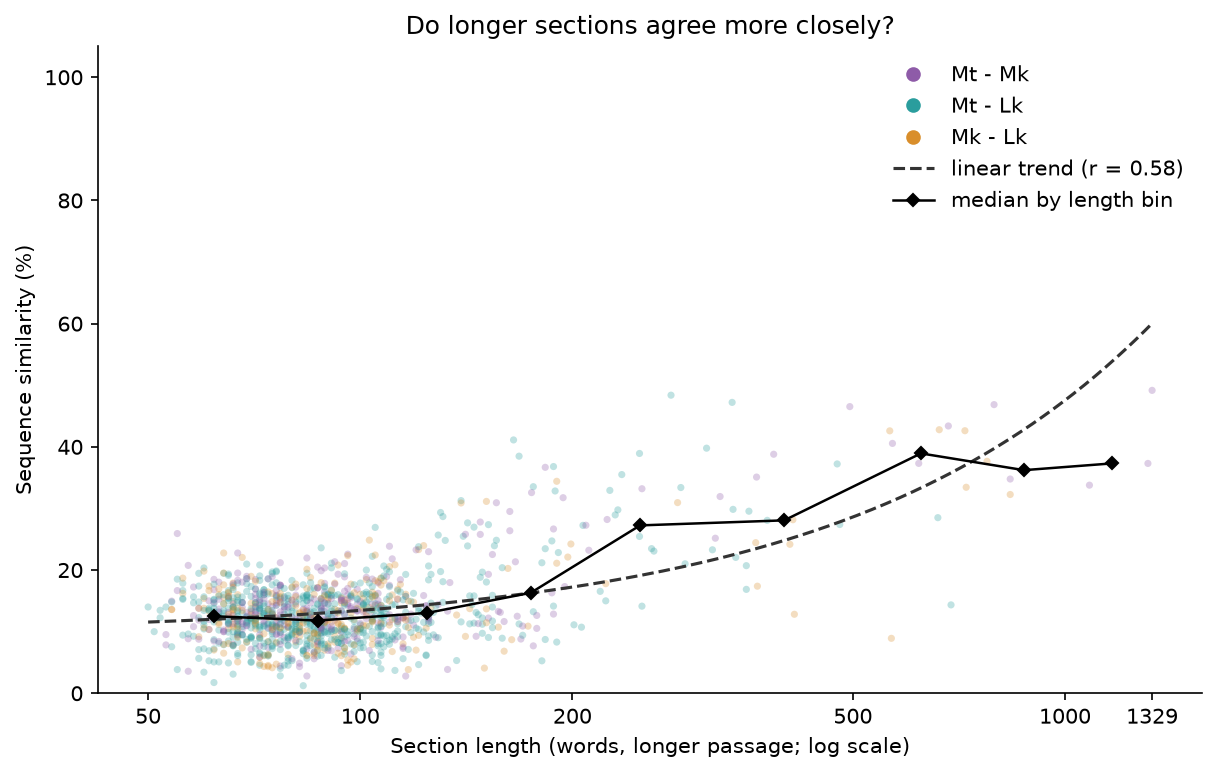 Do longer sections agree more closely?
Mt - Mk
Mt - Lk
Mk - Lk
linear trend (r = 0.58)
median by length bin
Sequence similarity (%)
100
80
60
40
20
0
50 100 200 500 1000 1329
Section length (words, longer passage; log scale)